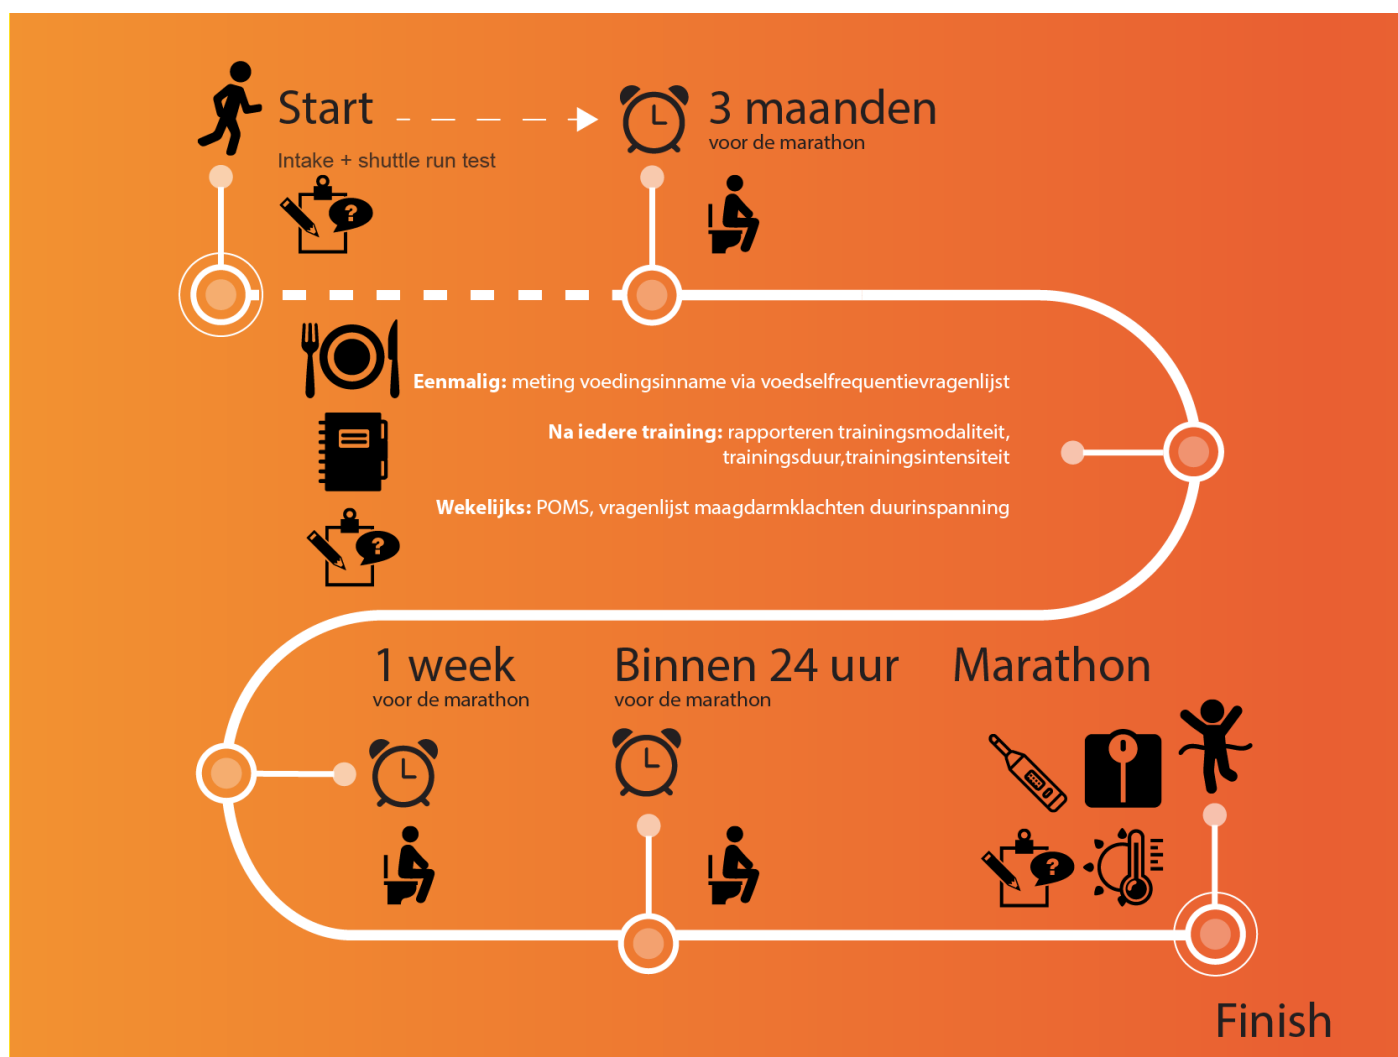 Start
Intake + shuttle run test
3 maanden
voor de marathon
?
Eenmalig: meting voedingsinname via voedselfrequentievragenlijst
Na iedere training: rapporteren trainingsmodaliteit,
trainingsduur,trainingsintensiteit
Wekelijks: POMS, vragenlijst maagdarmklachten duurinspanning
?
1 week
voor de marathon
Binnen 24 uur
voor de marathon
Marathon
?
Finish